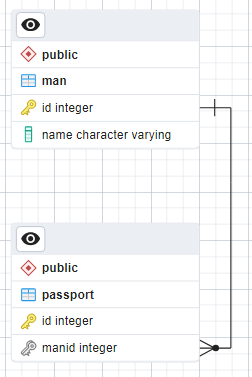 public
man
id integer
name character varying
public
passport
id integer
manid integer